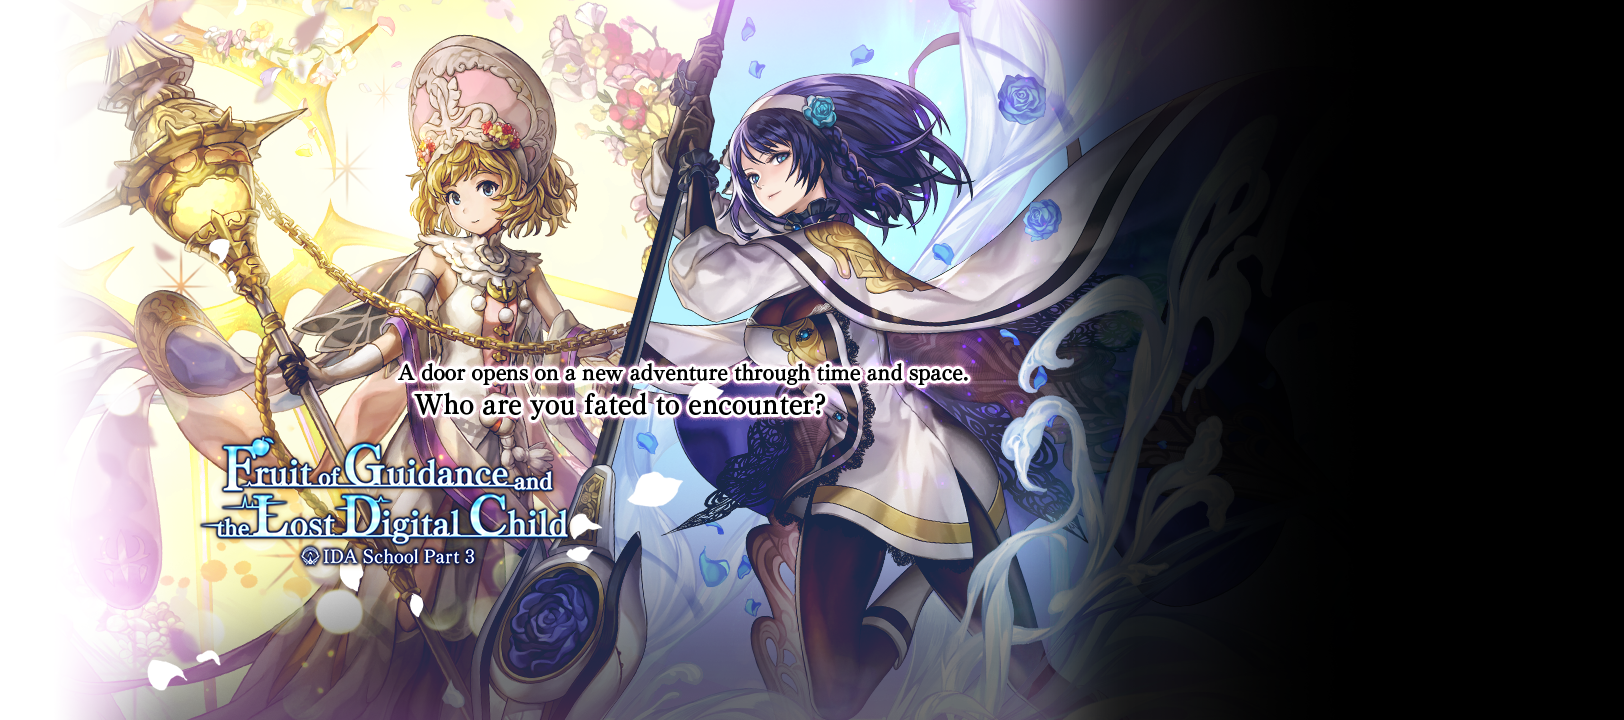 A door opens on a new adventure through time and space.
Who are you fated to encounter?
Fruit of Guidance and
the Lost Digital Child
IDA School Part 3